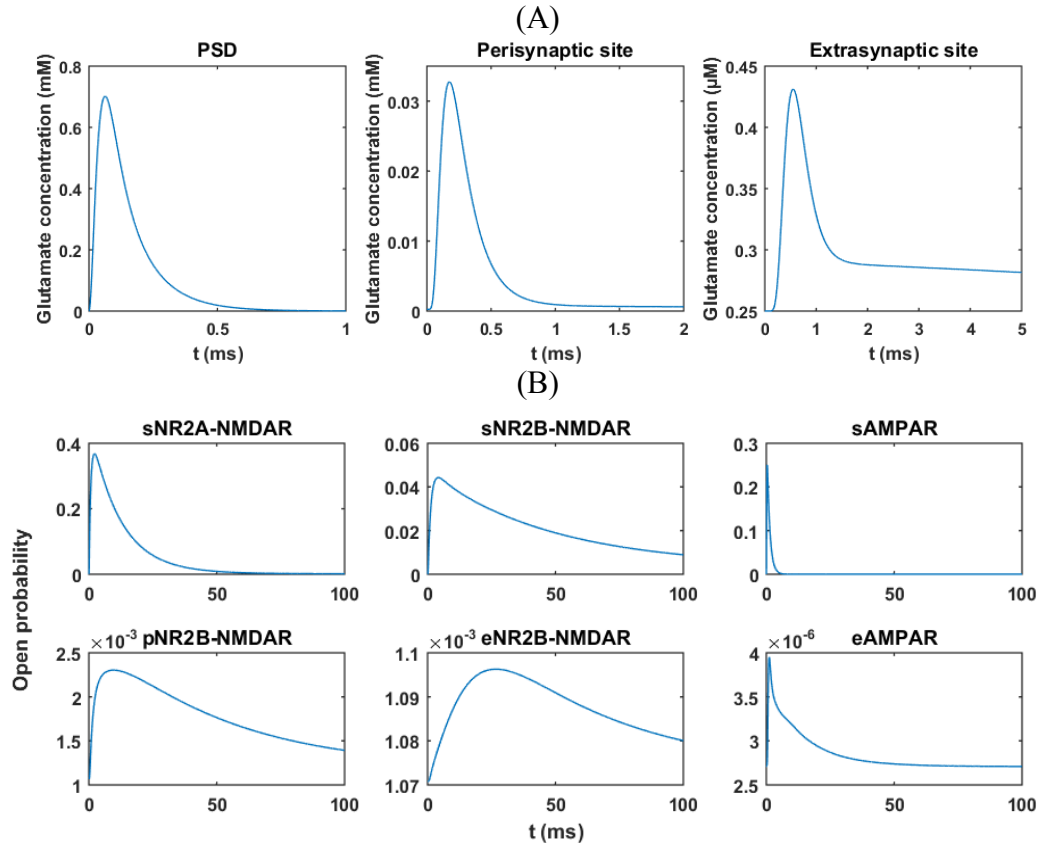 (A)
PSD
Perisynaptic site
Extrasynaptic site
Glutamate concentration (mM)
0.8
0.6
0.4
0.2
0
0 0.5 1
t (ms)
Glutamate concentration (mM)
0.03
0.02
0.01
0
0 0.5 1 1.5 2
t (ms)
Glutamate concentration (µM)
0.45
0.4
0.35
0.3
0.25
0 1 2 3 4 5
t (ms)
(B)
Open probability
sNR2A-NMDAR
0.4
0.2
0
0 50 100
sNR2B-NMDAR
0.06
0.04
0.02
0
0 50 100
sAMPAR
0.3
0.2
0.1
0
0 50 100
×10-3 pNR2B-NMDAR
2.5
2
1.5
1
0 50 100
×10-3 eNR2B-NMDAR
1.1
1.09
1.08
1.07
0 50 100
×10-6 eAMPAR
4
3.5
3
2.5
0 50 100
t (ms)